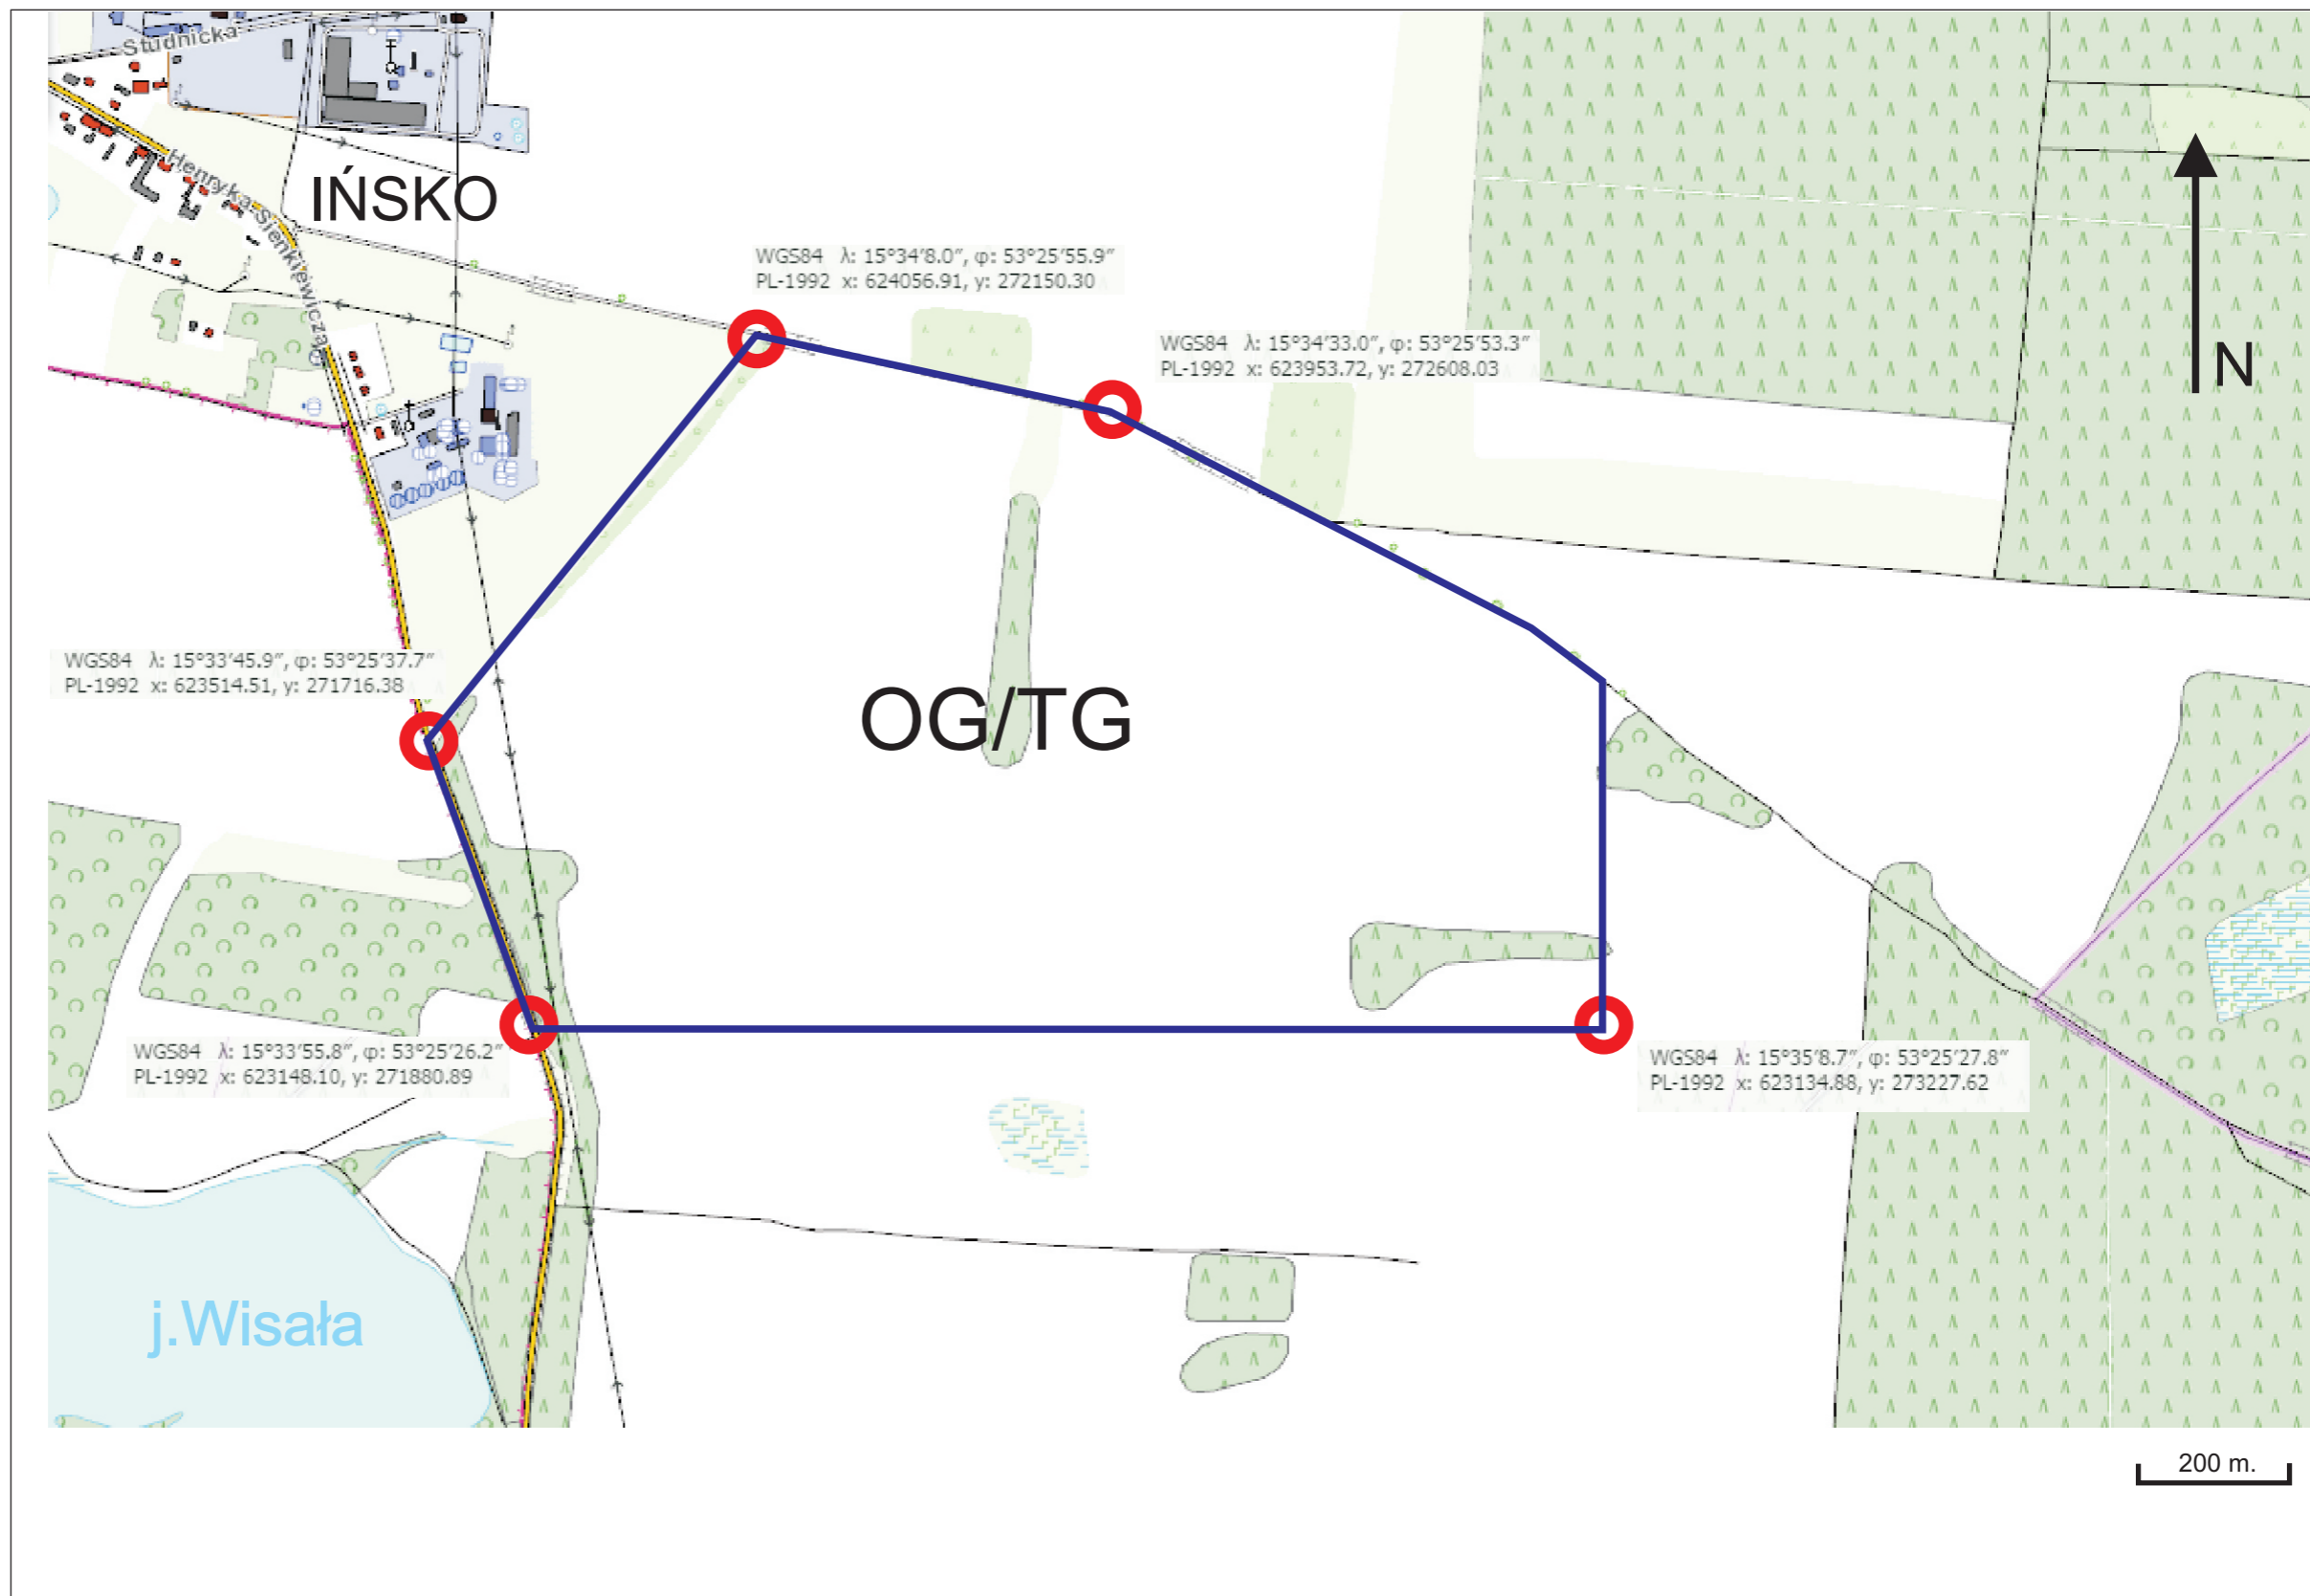 Studnicka
Henryka Sienkiewicza
IŃSKO
WGS84 λ: 15°34′8.0″, φ: 53°25′55.9″
PL-1992 x: 624056.91, y: 272150.30
WGS84 λ: 15°34′33.0″, φ: 53°25′53.3″
PL-1992 x: 623953.72, y: 272608.03
N
WGS84 λ: 15°33′45.9″, φ: 53°25′37.7″
PL-1992 x: 623514.51, y: 271716.38
OG/TG
WGS84 λ: 15°33′55.8″, φ: 53°25′26.2″
PL-1992 x: 623148.10, y: 271880.89
WGS84 λ: 15°35′8.7″, φ: 53°25′27.8″
PL-1992 x: 623134.88, y: 273227.62
j.Wisała
200 m.